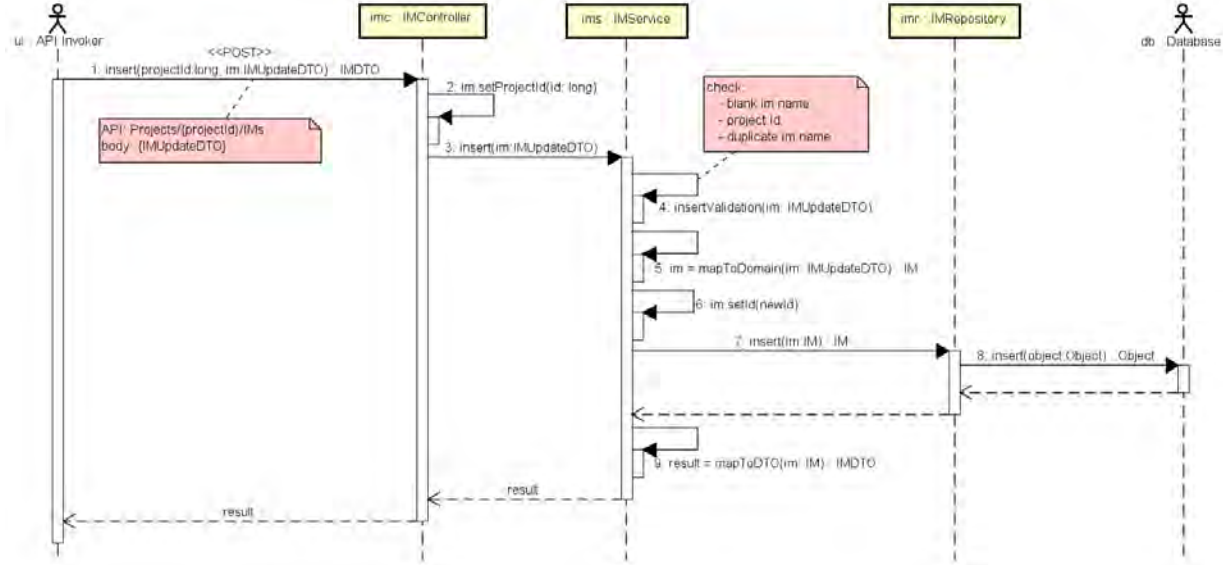 imc : IMController
ims : IMService
imr : IMRepository
ui : API Invoker
db : Database
<<POST>>
1: insert(projectId:long, im:IMUpdateDTO) : IMDTO
2: im.setProjectId(id: long)
API: Projects/{projectId}/IMs
body: {IMUpdateDTO}
check:
- blank im name
- project id
- duplicate im name
3: insert(im:IMUpdateDTO)
4: insertValidation(im: IMUpdateDTO)
5: im = mapToDomain(im: IMUpdateDTO) : IM
6: im.setId(newId)
7: insert(im:IM) : IM
8: insert(object:Object) : Object
9: result = mapToDTO(im: IM) : IMDTO
result
result